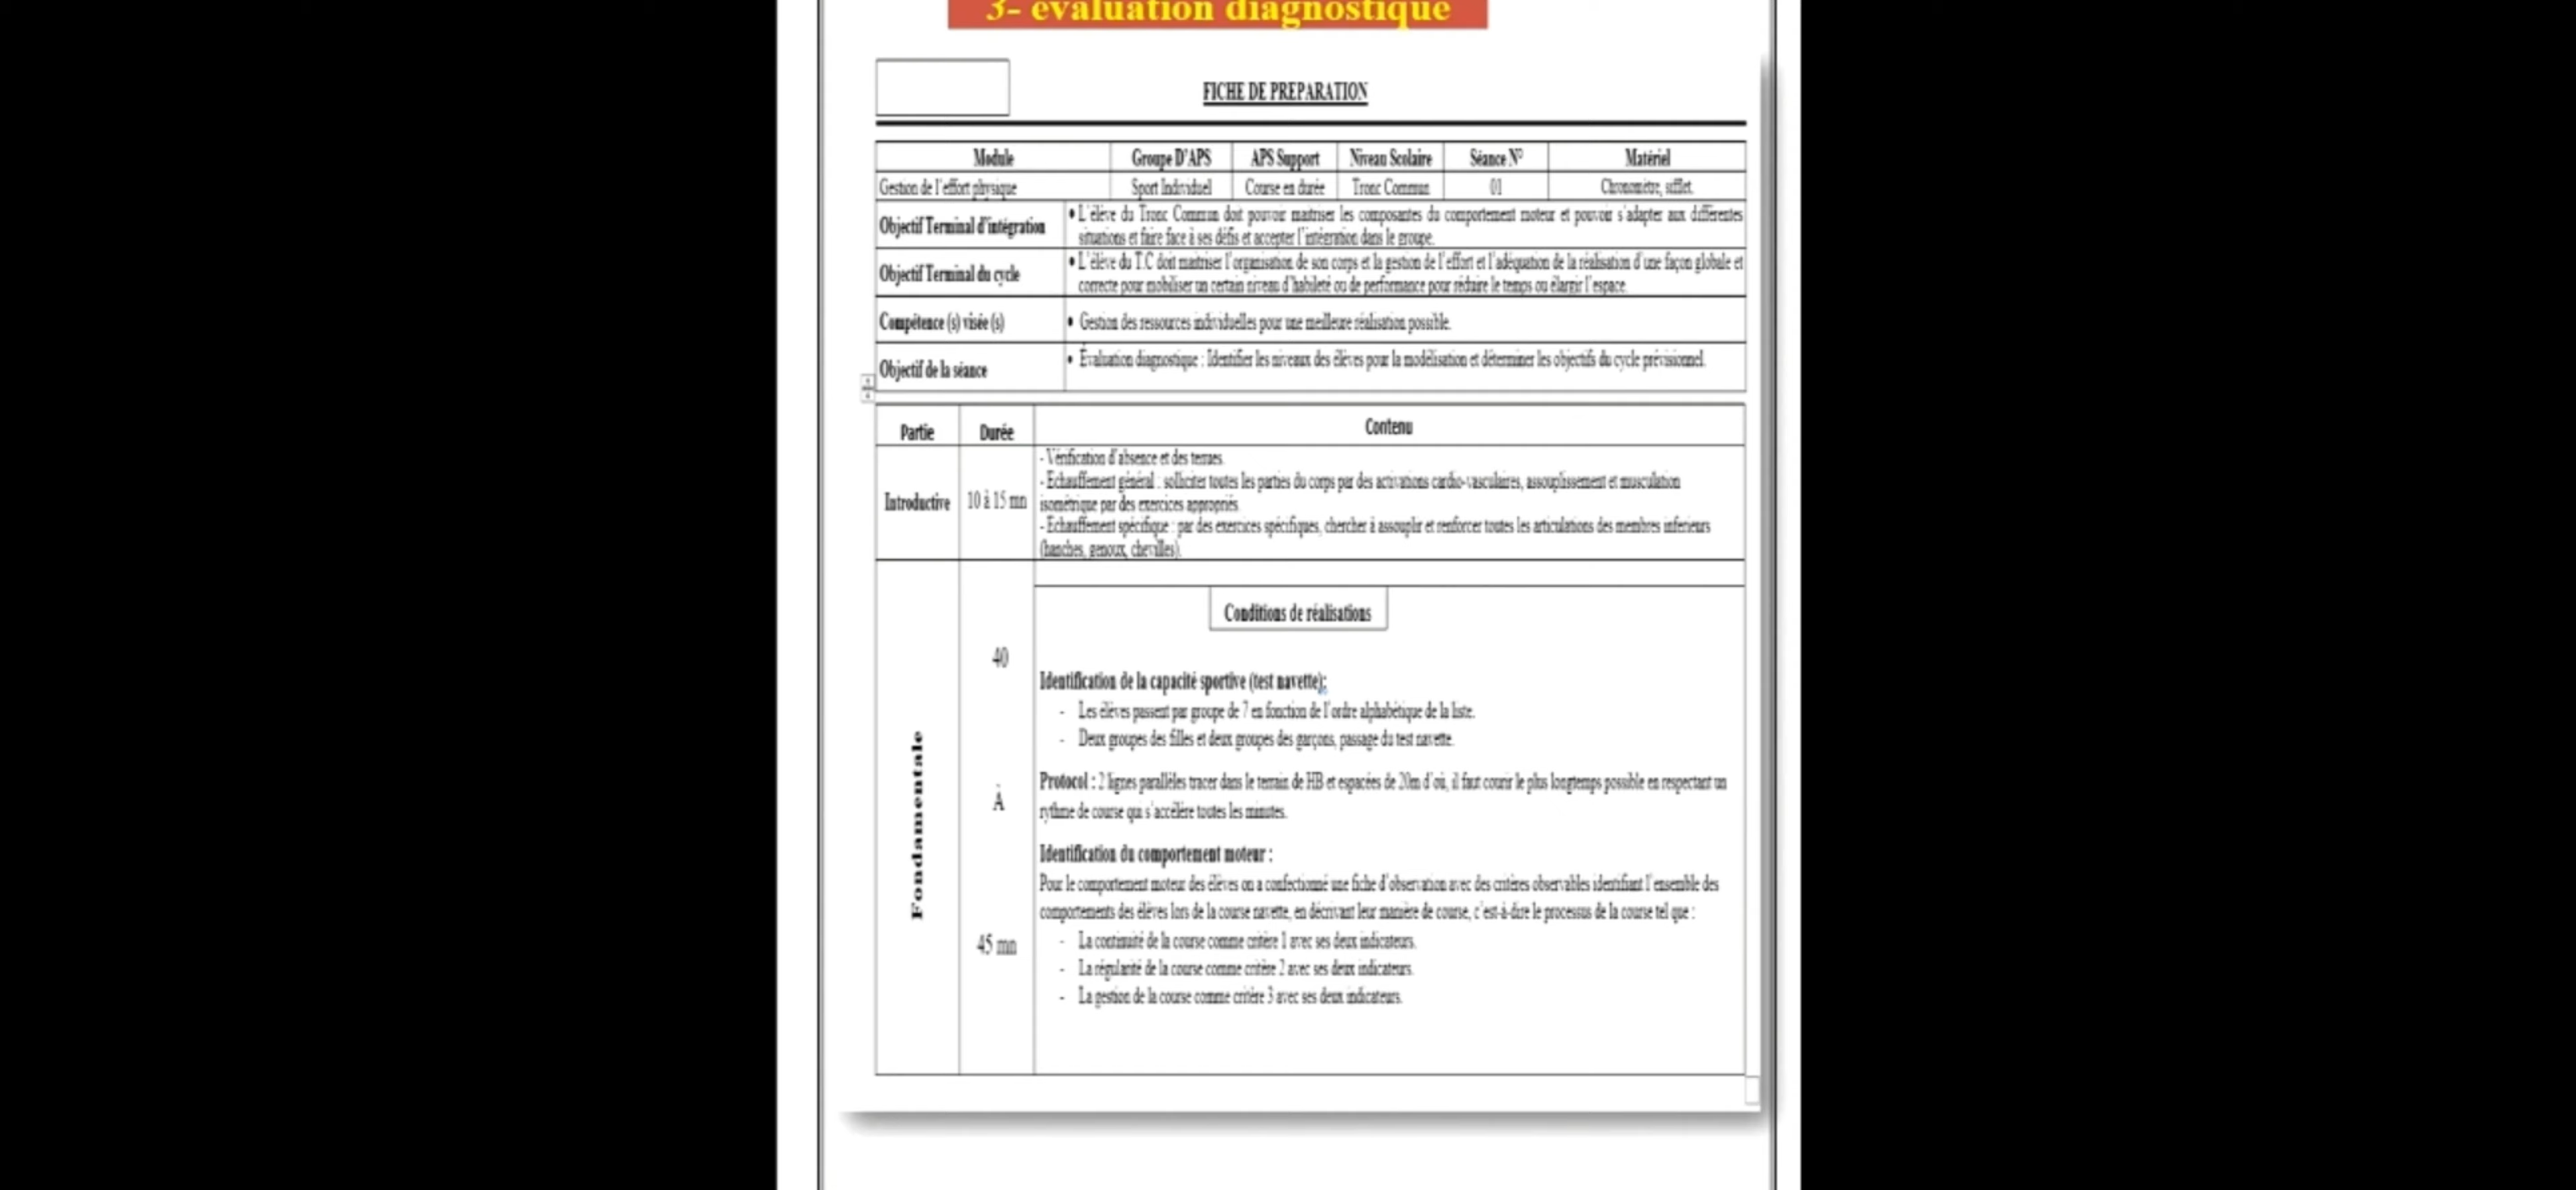 3- évaluation diagnostique
FICHE DE PREPARATION
Module Groupe D'APS APS Support Niveau Scolaire Séance N° Matériel
Gestion de l'effort physique Sport Individuel Course en durée Tronc Commun 01 Chronomètre, sifflet.
Objectif Terminal d'intégration
• L'élève du Tronc Commun doit pouvoir maitriser les composantes du comportement moteur et pouvoir s'adapter aux différentes
situations et faire face à ses défis et accepter l'intégration dans le groupe.
Objectif Terminal du cycle
• L'élève du T.C doit maitriser l'organisation de son corps et la gestion de l'effort et l'adéquation de la réalisation d'une façon globale et
correcte pour mobiliser un certain niveau d'habileté ou de performance pour réduire le temps ou élargir l'espace.
Compétence (s) visée (s)
• Gestion des ressources individuelles pour une meilleure réalisation possible.
Objectif de la séance
• Évaluation diagnostique : Identifier les niveaux des élèves pour la modélisation et déterminer les objectifs du cycle prévisionnel.
Partie Durée Contenu
Introductive 10 à 15 mn
- Vérification d'absence et des tenues.
- Echauffement général : solliciter toutes les parties du corps par des activations cardio-vasculaires, assouplissement et musculation
isométrique par des exercices appropriés.
- Echauffement spécifique : par des exercices spécifiques, chercher à assouplir et renforcer toutes les articulations des membres inferieurs
(hanches, genoux, chevilles).
Fondamentale
40
À
45 mn
Conditions de réalisations
Identification de la capacité sportive (test navette):
- Les élèves passent par groupe de 7 en fonction de l'ordre alphabétique de la liste.
- Deux groupes des filles et deux groupes des garçons, passage du test navette.
Protocol : 2 lignes parallèles tracer dans le terrain de HB et espacées de 20m d'où, il faut courir le plus longtemps possible en respectant un
rythme de course qui s'accélère toutes les minutes.
Identification du comportement moteur :
Pour le comportement moteur des élèves on a confectionné une fiche d'observation avec des critères observables identifiant l'ensemble des
comportements des élèves lors de la course navette, en décrivant leur manière de course, c'est-à-dire le processus de la course tel que :
- La continuité de la course comme critère 1 avec ses deux indicateurs.
- La régularité de la course comme critère 2 avec ses deux indicateurs.
- La gestion de la course comme critère 3 avec ses deux indicateurs.